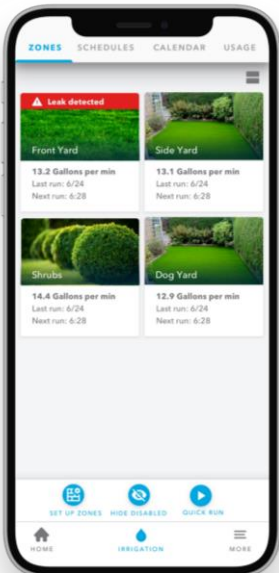 ZONES SCHEDULES CALENDAR USAGE
Leak detected
Front Yard
13.2 Gallons per min
Last run: 6/24
Next run: 6:28
Side Yard
13.1 Gallons per min
Last run: 6/24
Next run: 6:28
Shrubs
14.4 Gallons per min
Last run: 6/24
Next run: 6:28
Dog Yard
12.9 Gallons per min
Last run: 6/24
Next run: 6:28
SET UP ZONES HIDE DISABLED QUICK RUN
HOME IRRIGATION MORE